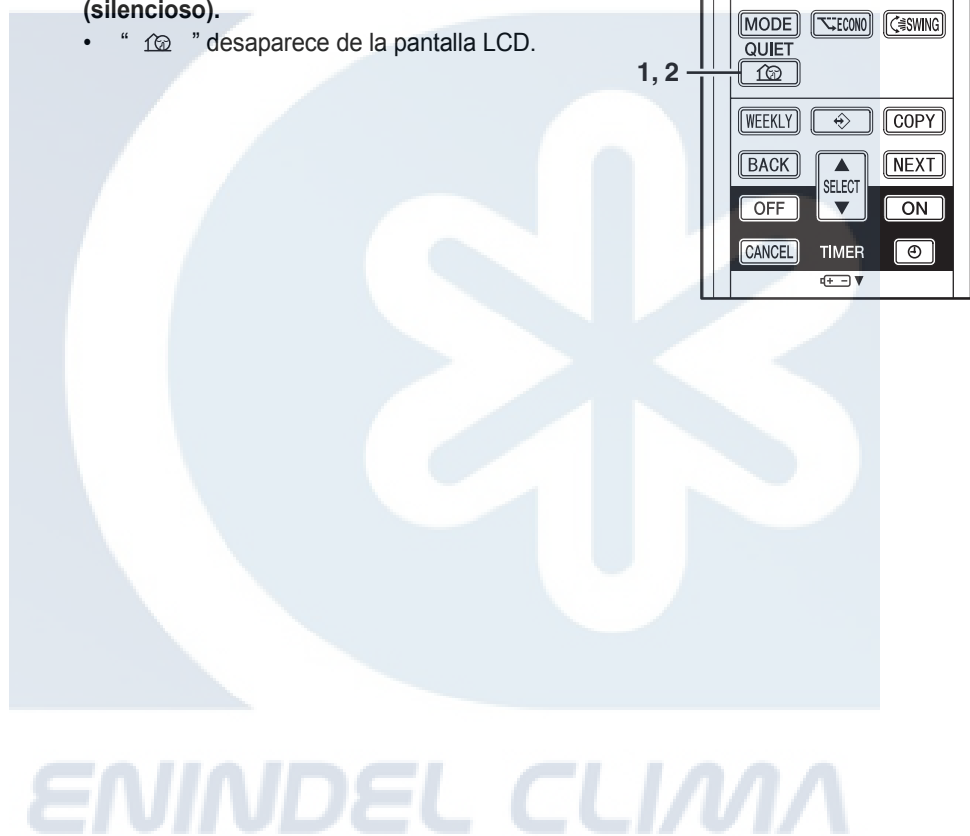 (silencioso).
• “ ” desaparece de la pantalla LCD.
MODE ECONO SWING
QUIET
1, 2
WEEKLY COPY
BACK NEXT
SELECT
OFF ON
CANCEL TIMER
+ -
ENINDEL CLIMA